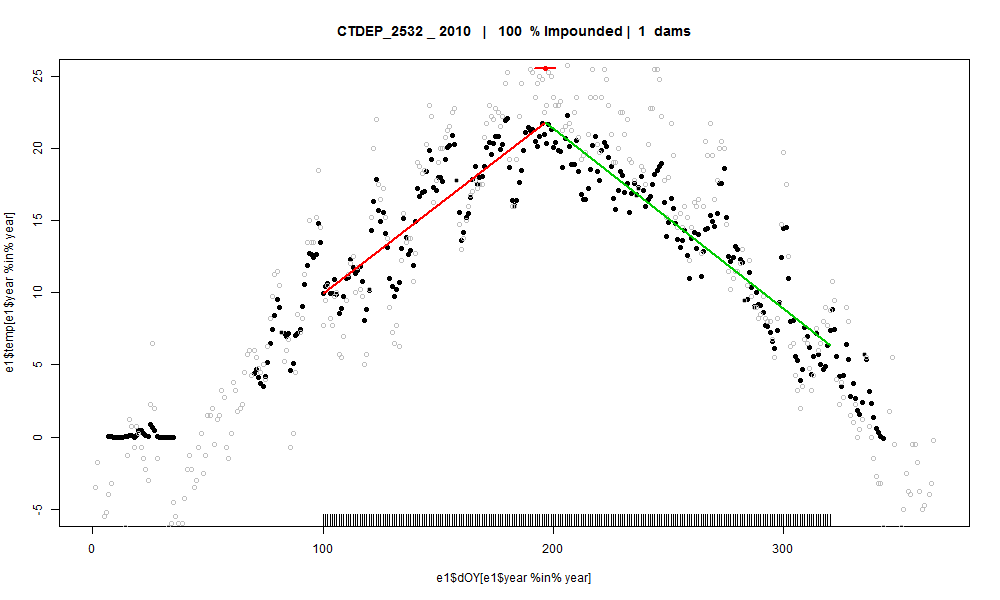 CTDEP_2532 _ 2010 | 100 % Impounded | 1 dams
e1$temp[e1$year %in% year]
25
20
15
10
5
0
-5
0 100 200 300
e1$dOY[e1$year %in% year]